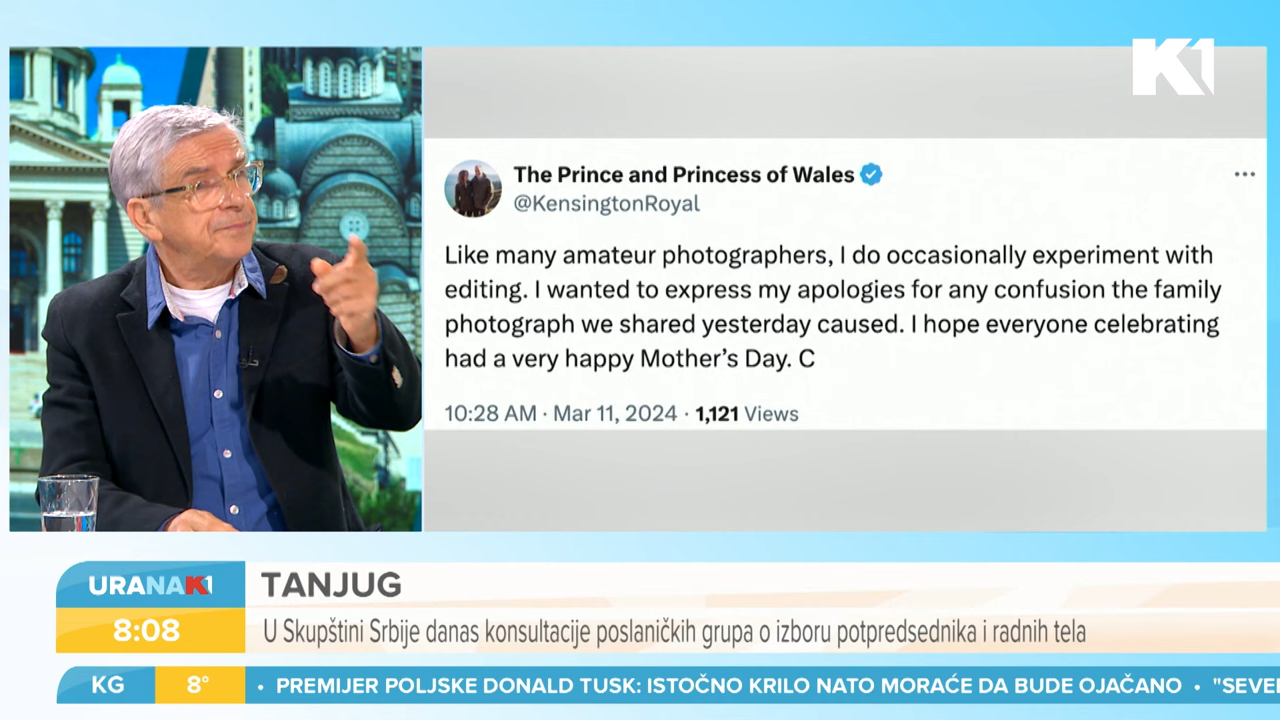 K1
The Prince and Princess of Wales
@KensingtonRoyal
Like many amateur photographers, I do occasionally experiment with
editing. I wanted to express my apologies for any confusion the family
photograph we shared yesterday caused. I hope everyone celebrating
had a very happy Mother’s Day. C
10:28 AM · Mar 11, 2024 · 1,121 Views
URANAK1
TANJUG
8:08
U Skupštini Srbije danas konsultacije poslaničkih grupa o izboru potpredsednika i radnih tela
KG 8° • PREMIJER POLJSKE DONALD TUSK: ISTOČNO KRILO NATO MORAĆE DA BUDE OJAČANO • "SEVE